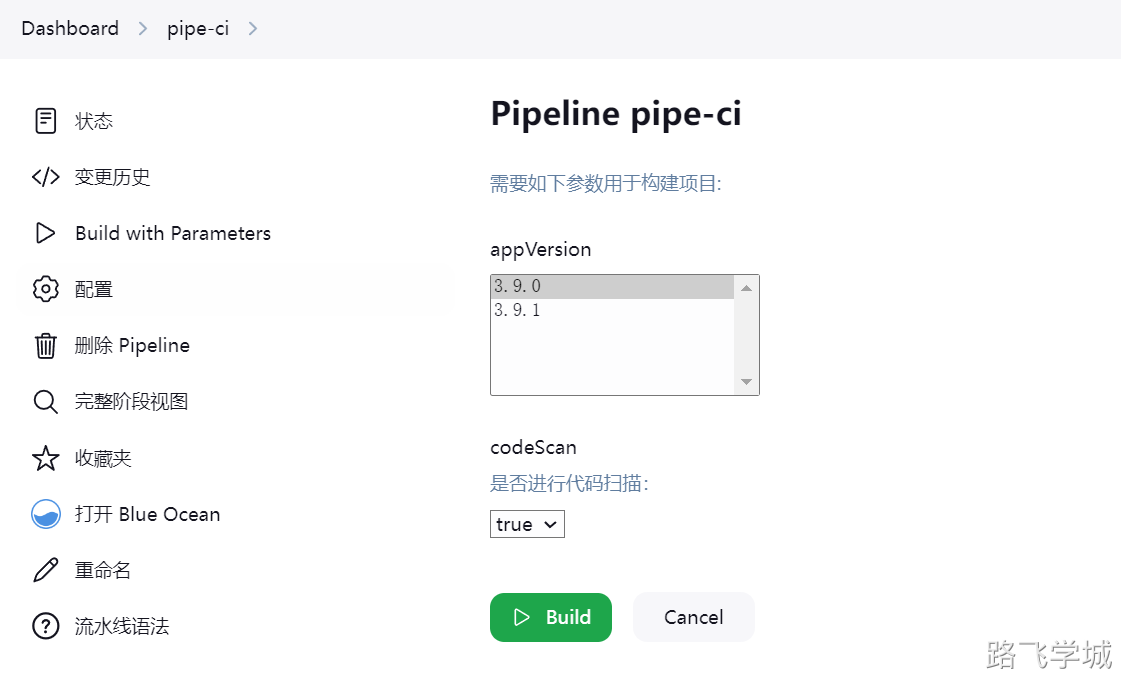 Dashboard
pipe-ci
状态
变更历史
Build with Parameters
配置
删除 Pipeline
完整阶段视图
收藏夹
打开 Blue Ocean
重命名
流水线语法
Pipeline pipe-ci
需要如下参数用于构建项目:
appVersion
3.9.0
3.9.1
codeScan
是否进行代码扫描：
true
Build
Cancel
路飞学城